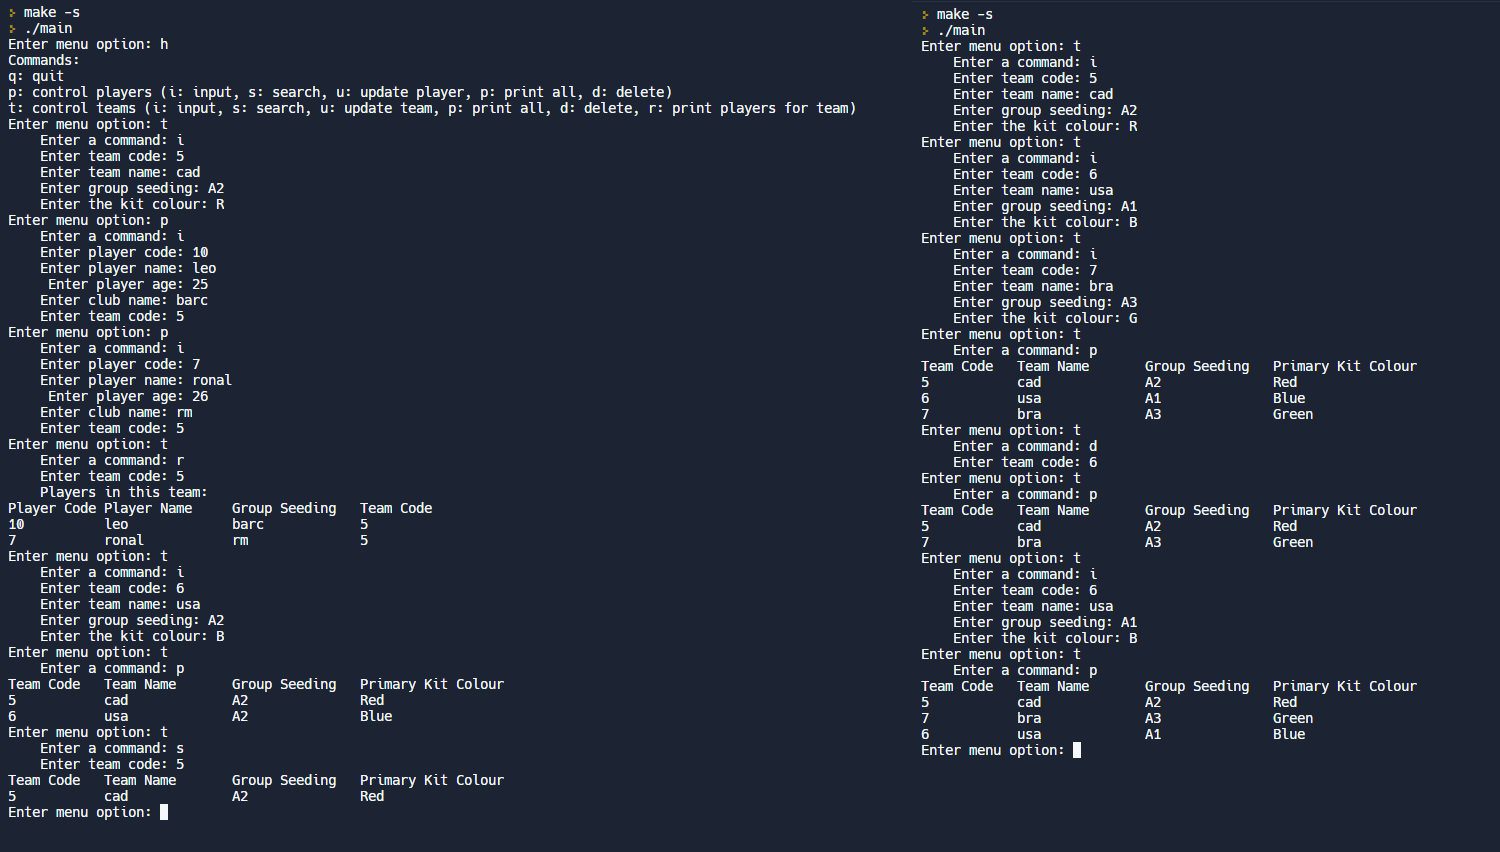 > make -s
> ./main
Enter menu option: h
Commands:
q: quit
p: control players (i: input, s: search, u: update player, p: print all, d: delete)
t: control teams (i: input, s: search, u: update team, p: print all, d: delete, r: print players for team)
Enter menu option: t
    Enter a command: i
    Enter team code: 5
    Enter team name: cad
    Enter group seeding: A2
    Enter the kit colour: R
Enter menu option: p
    Enter a command: i
    Enter player code: 10
    Enter player name: leo
     Enter player age: 25
    Enter club name: barc
    Enter team code: 5
Enter menu option: p
    Enter a command: i
    Enter player code: 7
    Enter player name: ronal
     Enter player age: 26
    Enter club name: rm
    Enter team code: 5
Enter menu option: t
    Enter a command: r
    Enter team code: 5
    Players in this team:
Player Code Player Name     Group Seeding   Team Code
10          leo             barc            5
7           ronal           rm              5
Enter menu option: t
    Enter a command: i
    Enter team code: 6
    Enter team name: usa
    Enter group seeding: A2
    Enter the kit colour: B
Enter menu option: t
    Enter a command: p
Team Code   Team Name       Group Seeding   Primary Kit Colour
5           cad             A2              Red
6           usa             A2              Blue
Enter menu option: t
    Enter a command: s
    Enter team code: 5
Team Code   Team Name       Group Seeding   Primary Kit Colour
5           cad             A2              Red
Enter menu option:
> make -s
> ./main
Enter menu option: t
    Enter a command: i
    Enter team code: 5
    Enter team name: cad
    Enter group seeding: A2
    Enter the kit colour: R
Enter menu option: t
    Enter a command: i
    Enter team code: 6
    Enter team name: usa
    Enter group seeding: A1
    Enter the kit colour: B
Enter menu option: t
    Enter a command: i
    Enter team code: 7
    Enter team name: bra
    Enter group seeding: A3
    Enter the kit colour: G
Enter menu option: t
    Enter a command: p
Team Code   Team Name       Group Seeding   Primary Kit Colour
5           cad             A2              Red
6           usa             A1              Blue
7           bra             A3              Green
Enter menu option: t
    Enter a command: d
    Enter team code: 6
Enter menu option: t
    Enter a command: p
Team Code   Team Name       Group Seeding   Primary Kit Colour
5           cad             A2              Red
7           bra             A3              Green
Enter menu option: t
    Enter a command: i
    Enter team code: 6
    Enter team name: usa
    Enter group seeding: A1
    Enter the kit colour: B
Enter menu option: t
    Enter a command: p
Team Code   Team Name       Group Seeding   Primary Kit Colour
5           cad             A2              Red
7           bra             A3              Green
6           usa             A1              Blue
Enter menu option: